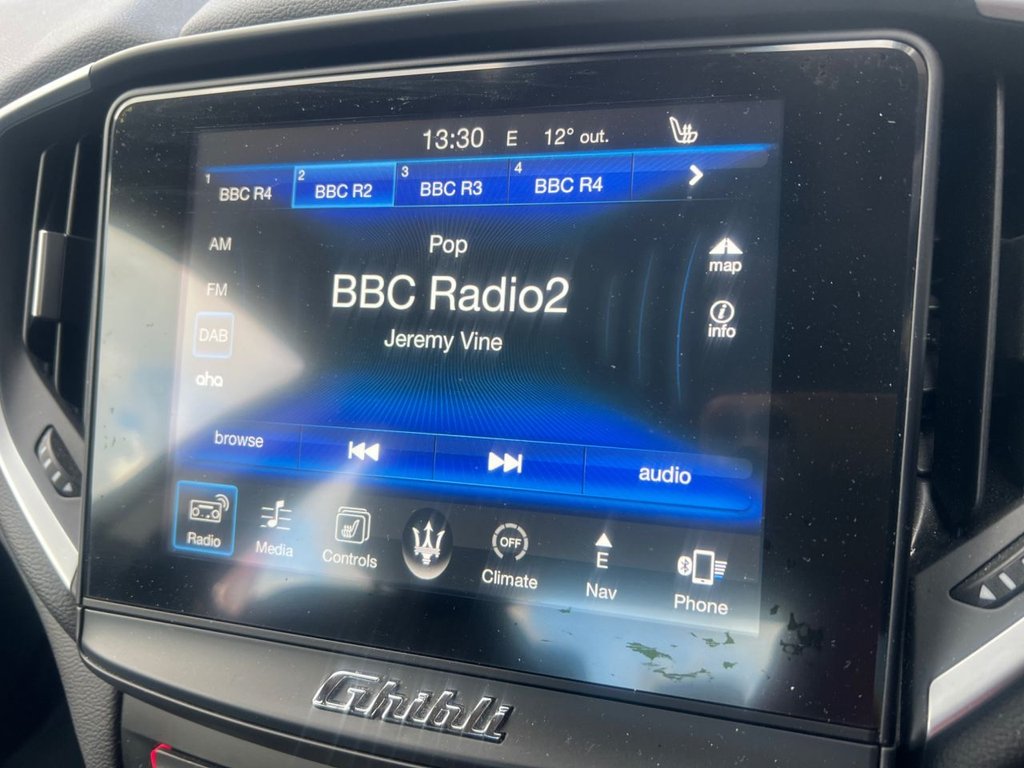 13:30 E 12° out.
1 BBC R4 2 BBC R2 3 BBC R3 4 BBC R4
AM
Pop
map
FM
BBC Radio2
DAB
Jeremy Vine
info
aha
browse audio
Radio Media Controls OFF Climate E Nav Phone
Ghibli